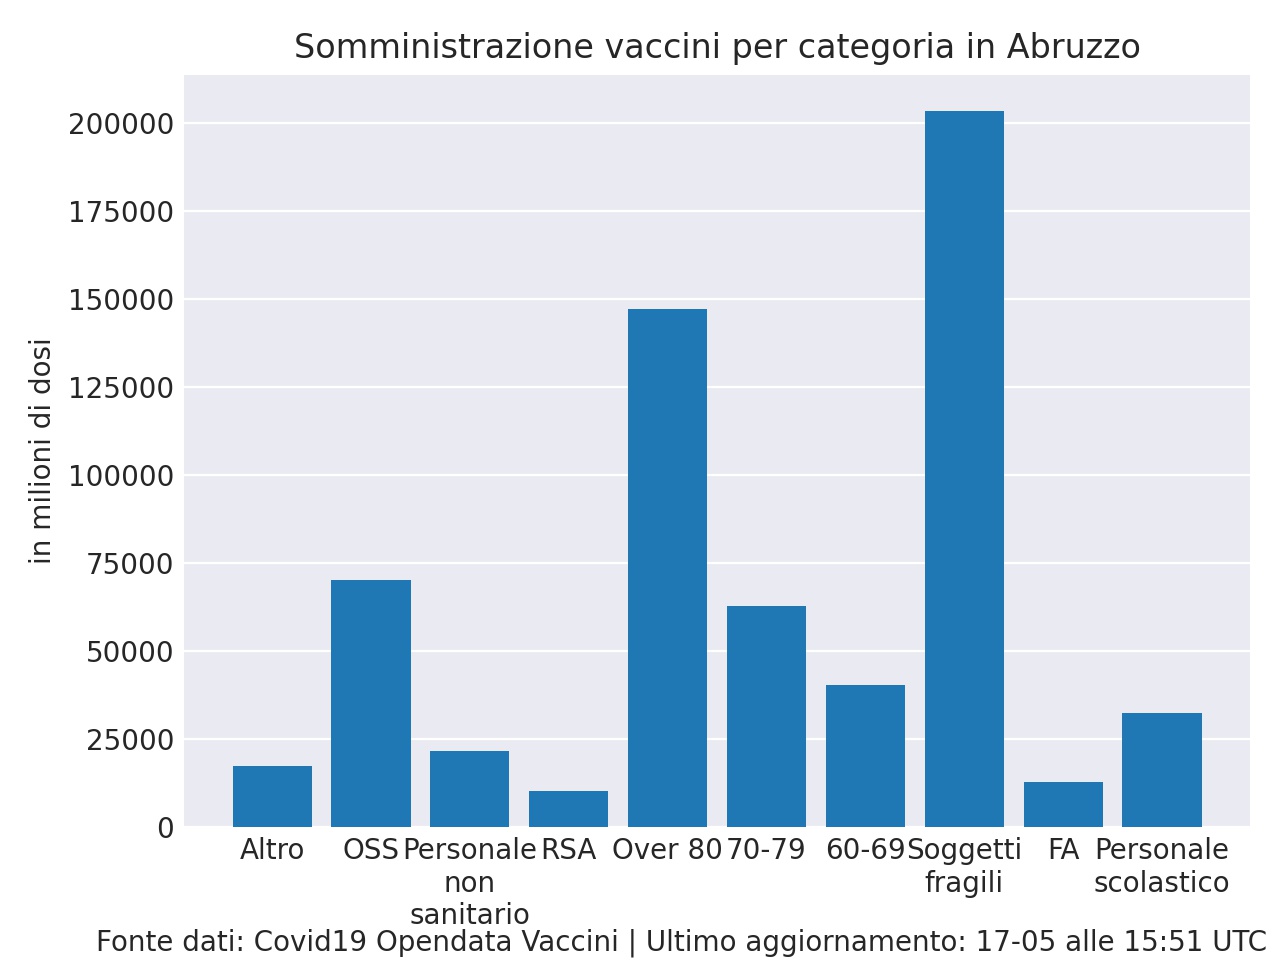 Somministrazione vaccini per categoria in Abruzzo
in milioni di dosi
200000
175000
150000
125000
100000
75000
50000
25000
0
Altro
OSS
Personale
non
sanitario
RSA
Over 80
70-79
60-69
Soggetti
fragili
FA
Personale
scolastico
Fonte dati: Covid19 Opendata Vaccini | Ultimo aggiornamento: 17-05 alle 15:51 UTC